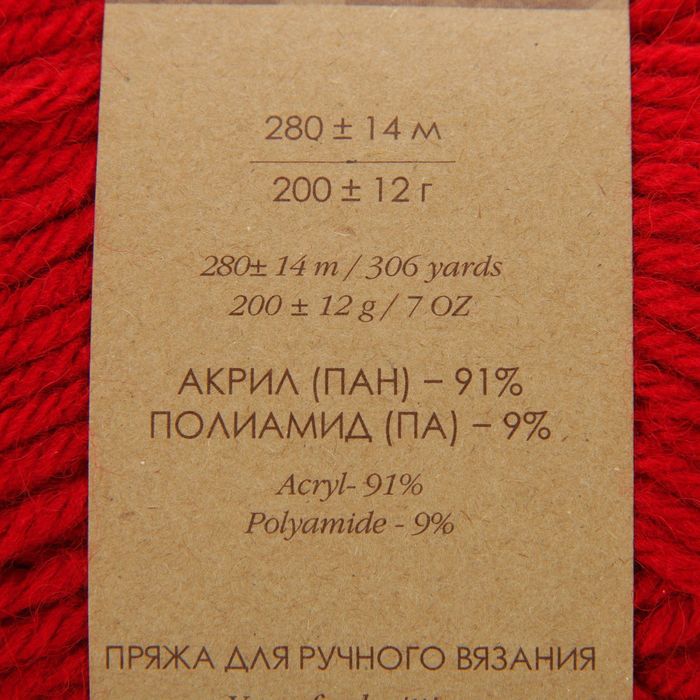 280 ± 14 м
200 ± 12 г
280± 14 m / 306 yards
200 ± 12 g / 7 OZ
АКРИЛ (ПАН) – 91%
ПОЛИАМИД (ПА) – 9%
Acryl- 91%
Polyamide - 9%
ПРЯЖА ДЛЯ РУЧНОГО ВЯЗАНИЯ